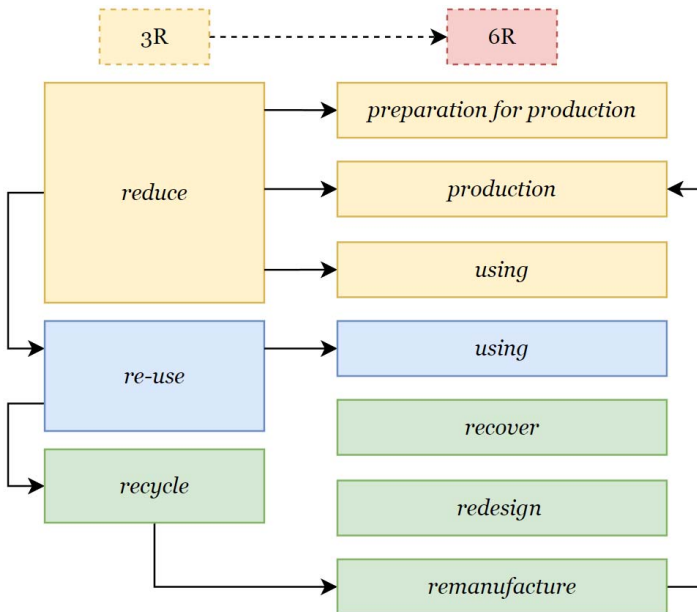 3R
6R
reduce
preparation for production
production
using
re-use
using
recover
recycle
redesign
remanufacture